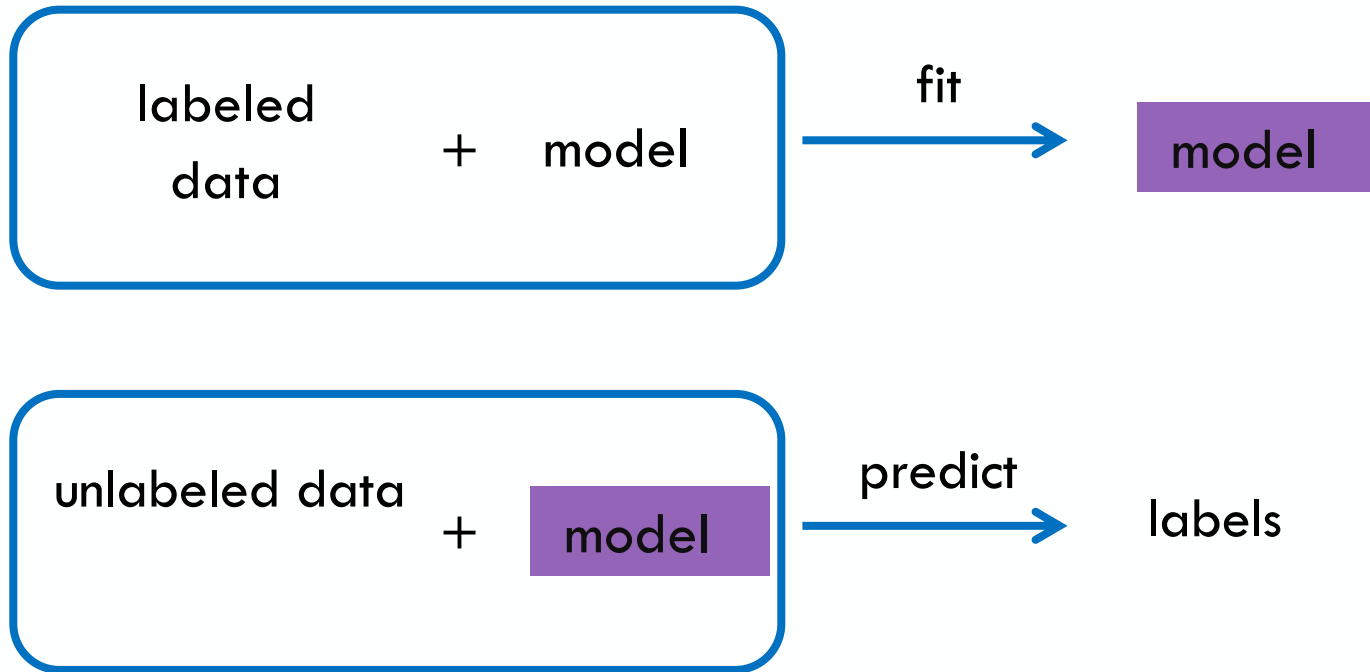 labeled
data
+
model
fit
model
unlabeled data
+
model
predict
labels